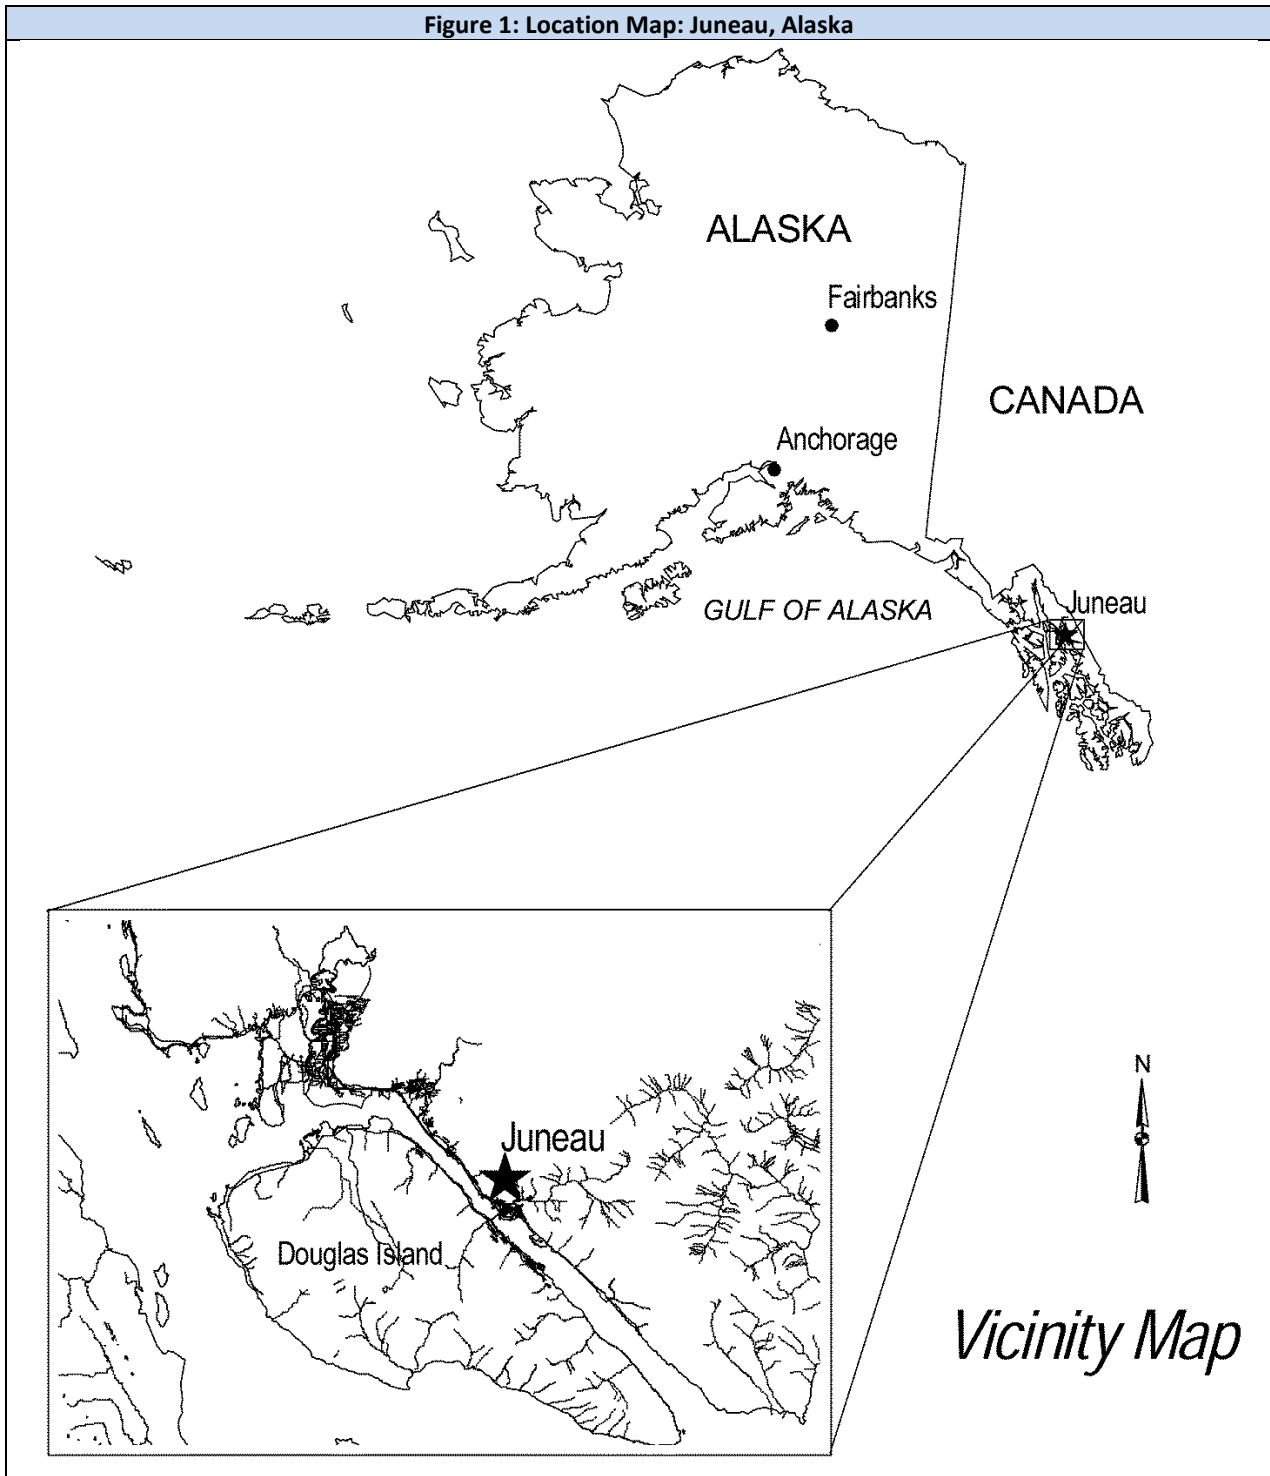 Figure 1: Location Map: Juneau, Alaska
ALASKA
Fairbanks
CANADA
Anchorage
GULF OF ALASKA
Juneau
N
Juneau
Douglas Island
Vicinity Map